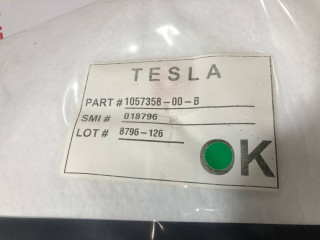 TESLA
PART # 1057358-00-B
SMI # 018796
LOT # 8796-126
OK